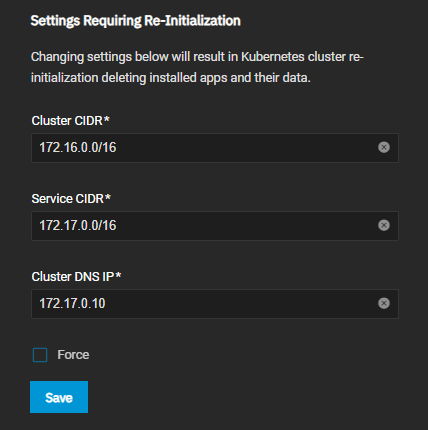 Settings Requiring Re-Initialization
Changing settings below will result in Kubernetes cluster re-
initialization deleting installed apps and their data.
Cluster CIDR*
172.16.0.0/16
Service CIDR*
172.17.0.0/16
Cluster DNS IP*
172.17.0.10
Force
Save